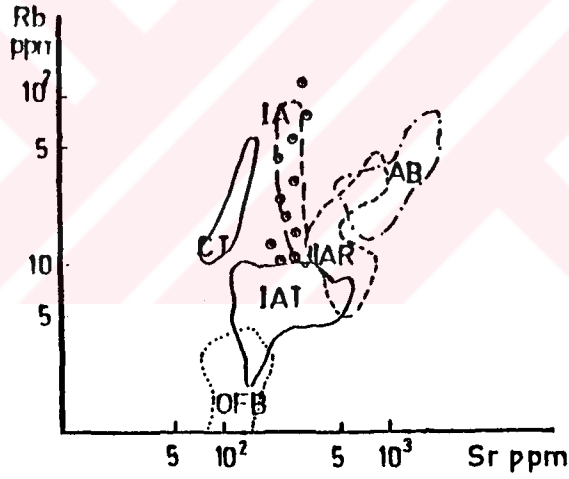 Rb
ppm
10²
5
10
5
IA
AB
CT
IAR
IAT
OFB
5 10² 5 10³ Sr ppm